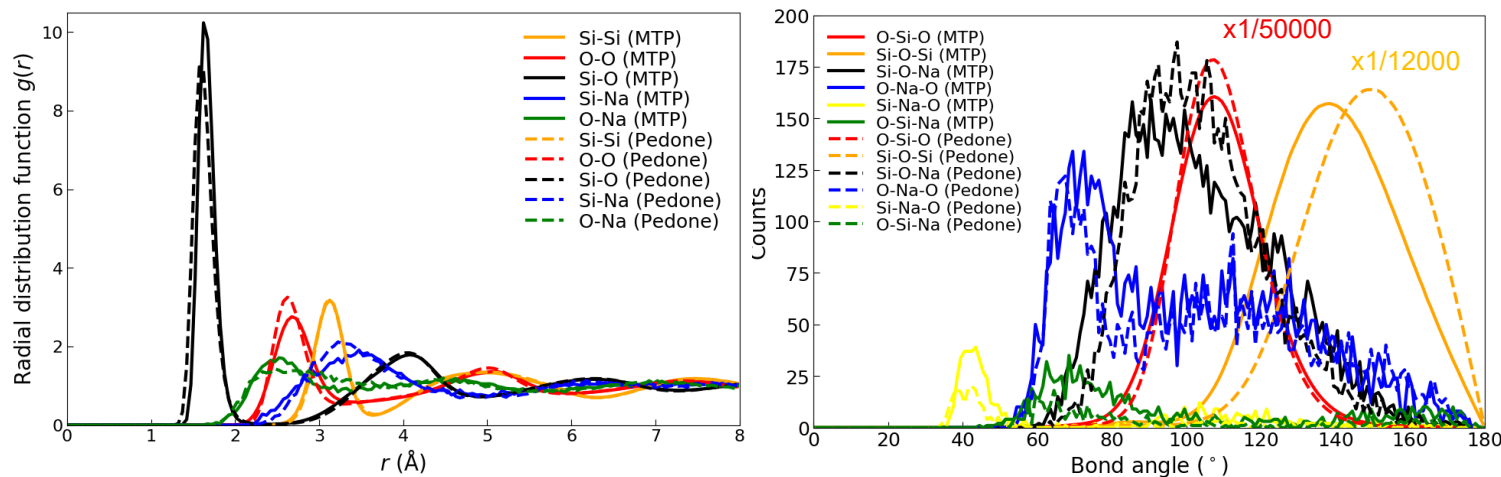 Radial distribution function g(r)
10
8
6
4
2
0
0
1
2
3
4
5
6
7
8
r (Å)
Si-Si (MTP)
O-O (MTP)
Si-O (MTP)
Si-Na (MTP)
O-Na (MTP)
Si-Si (Pedone)
O-O (Pedone)
Si-O (Pedone)
Si-Na (Pedone)
O-Na (Pedone)
Counts
200
175
150
125
100
75
50
25
0
0
20
40
60
80
100
120
140
160
180
Bond angle (°)
O-Si-O (MTP)
Si-O-Si (MTP)
Si-O-Na (MTP)
O-Na-O (MTP)
Si-Na-O (MTP)
O-Si-Na (MTP)
O-Si-O (Pedone)
Si-O-Si (Pedone)
Si-O-Na (Pedone)
O-Na-O (Pedone)
Si-Na-O (Pedone)
O-Si-Na (Pedone)
x1/50000
x1/12000